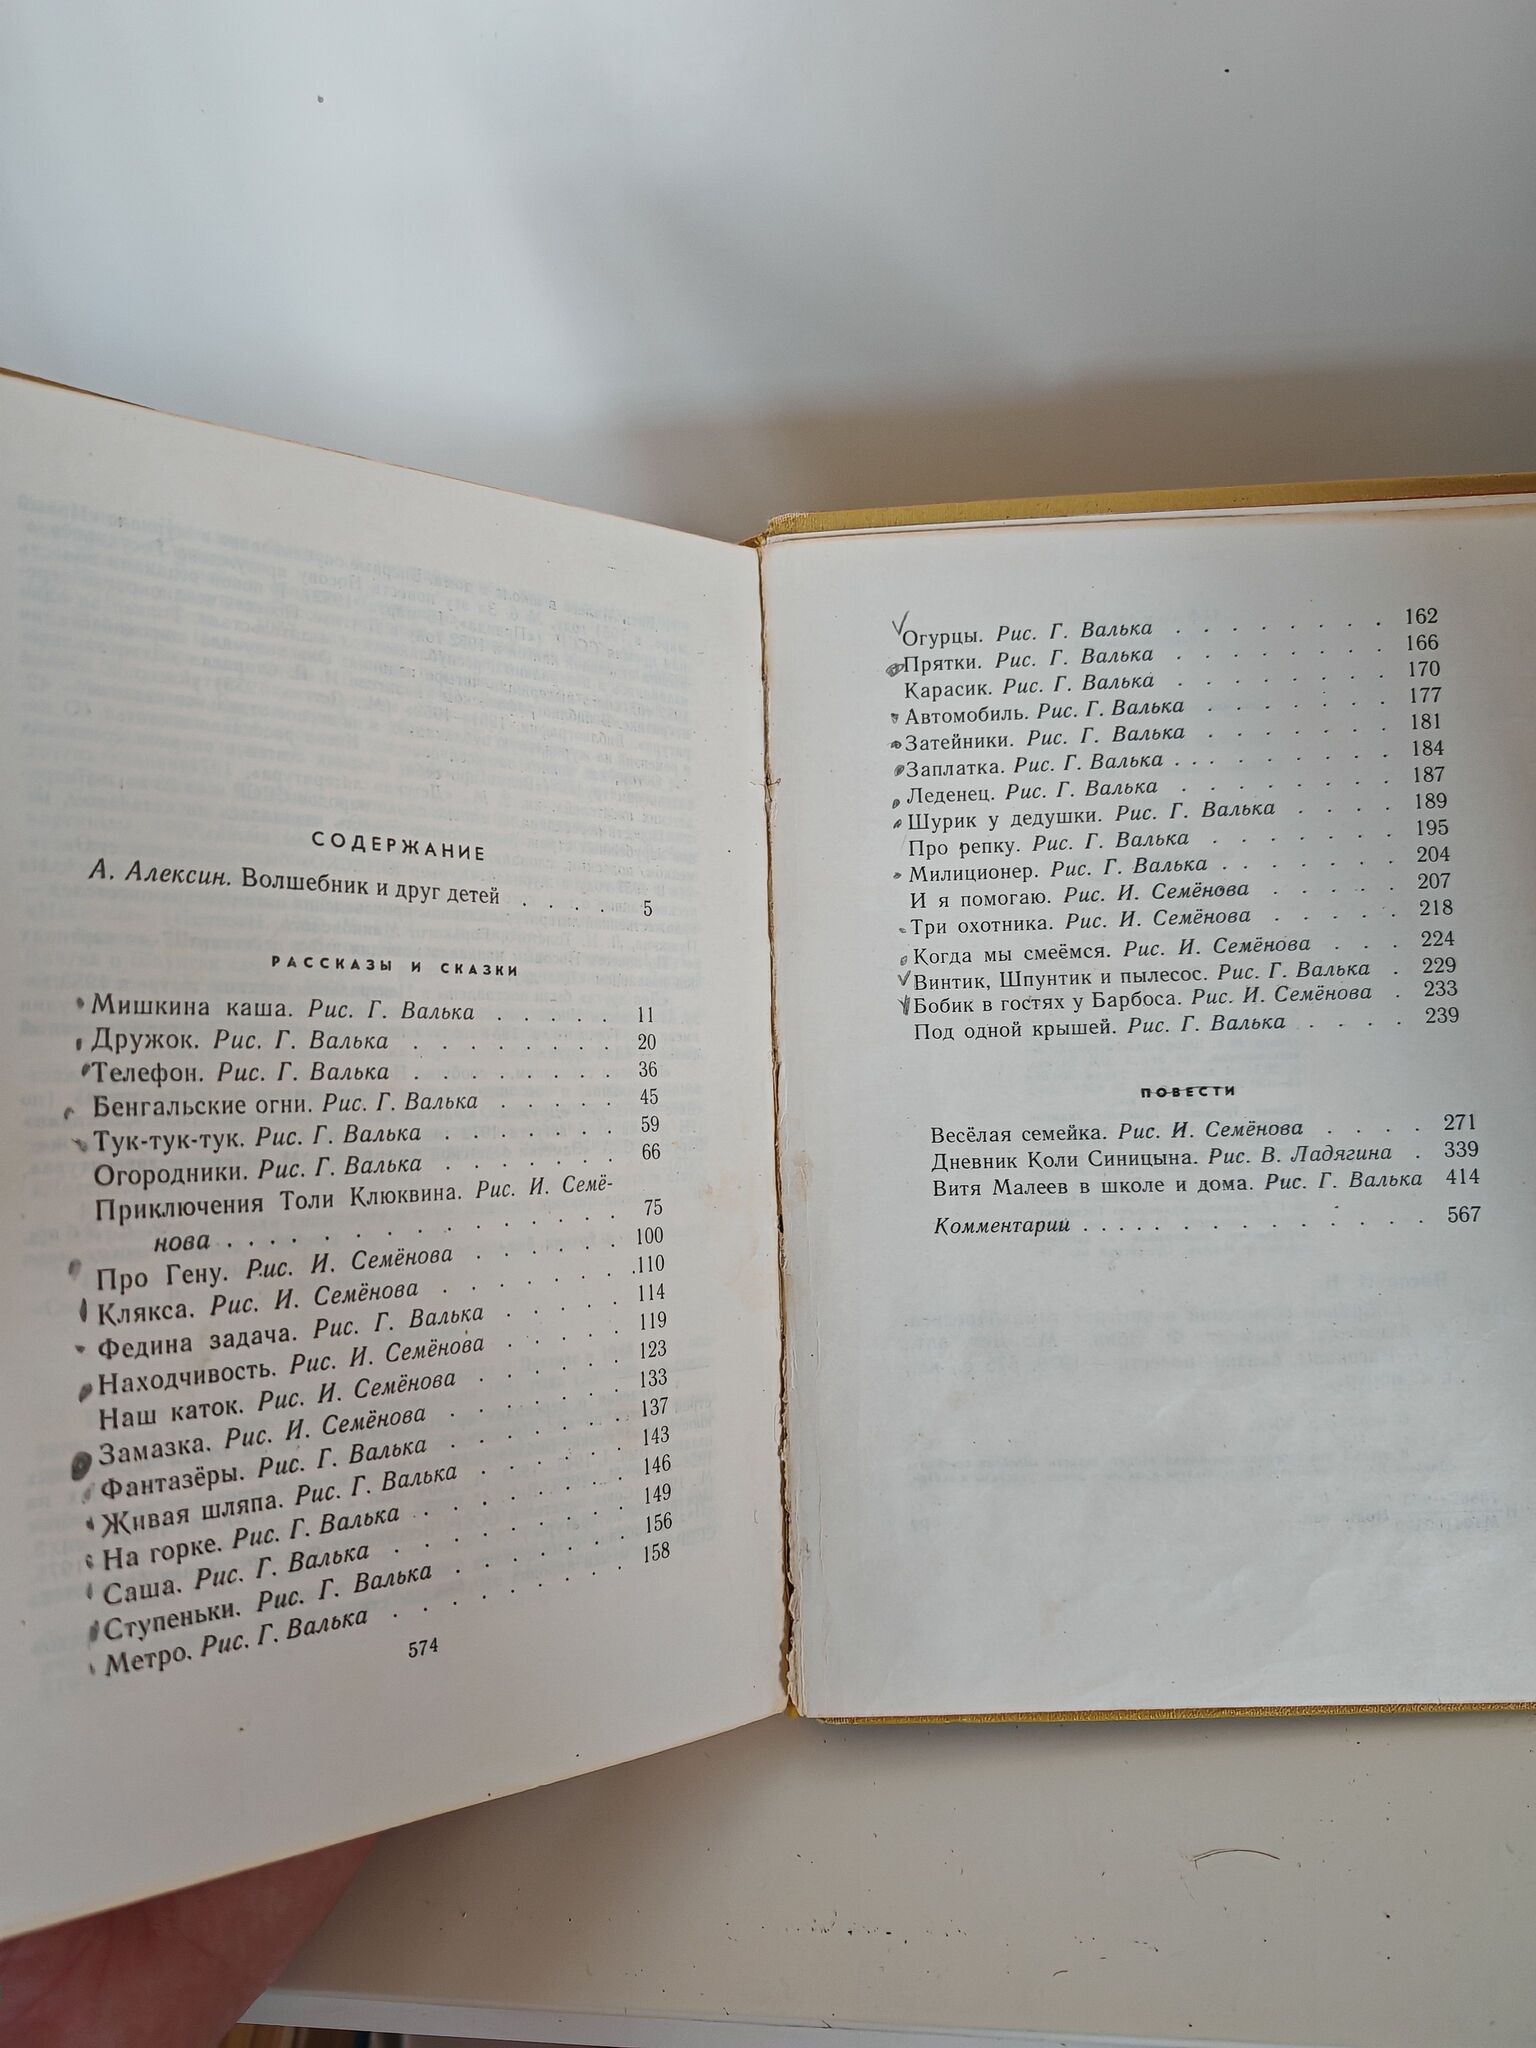 СОДЕРЖАНИЕ
А. Алексин. Волшебник и друг детей . . . . 5
РАССКАЗЫ И СКАЗКИ
Мишкина каша. Рис. Г. Валька . . . . . 11
Дружок. Рис. Г. Валька . . . . . . . . 20
Телефон. Рис. Г. Валька . . . . . . . . 36
Бенгальские огни. Рис. Г. Валька . . . . . 45
Тук-тук-тук. Рис. Г. Валька . . . . . . . 59
Огородники. Рис. Г. Валька . . . . . . . 66
Приключения Толи Клюквина. Рис. И. Семё-
нова . . . . . . . . . . . . . 75
Про Гену. Рис. И. Семёнова . . . . . . 100
Клякса. Рис. И. Семёнова . . . . . . . 110
Федина задача. Рис. Г. Валька . . . . . 114
Находчивость. Рис. И. Семёнова . . . . . 119
Наш каток. Рис. И. Семёнова . . . . . . 123
Замазка. Рис. И. Семёнова . . . . . . . 133
Фантазёры. Рис. Г. Валька . . . . . . . 137
Живая шляпа. Рис. Г. Валька . . . . . . 143
На горке. Рис. Г. Валька . . . . . . . 146
Саша. Рис. Г. Валька . . . . . . . . 149
Ступеньки. Рис. Г. Валька . . . . . . . 156
Метро. Рис. Г. Валька . . . . . . . . 158
574
Огурцы. Рис. Г. Валька . . . . . . . . 162
Прятки. Рис. Г. Валька . . . . . . . . 166
Карасик. Рис. Г. Валька . . . . . . . . 170
Автомобиль. Рис. Г. Валька . . . . . . . 177
Затейники. Рис. Г. Валька . . . . . . . 181
Заплатка. Рис. Г. Валька . . . . . . . . 184
Леденец. Рис. Г. Валька . . . . . . . . 187
Шурик у дедушки. Рис. Г. Валька . . . . 189
Про репку. Рис. Г. Валька . . . . . . . 195
Милиционер. Рис. Г. Валька . . . . . . . 204
И я помогаю. Рис. И. Семёнова . . . . . 207
Три охотника. Рис. И. Семёнова . . . . . 218
Когда мы смеёмся. Рис. И. Семёнова . . . 224
Винтик, Шпунтик и пылесос. Рис. Г. Валька . 229
Бобик в гостях у Барбоса. Рис. И. Семёнова . 233
Под одной крышей. Рис. Г. Валька . . . . 239
ПОВЕСТИ
Весёлая семейка. Рис. И. Семёнова . . . . 271
Дневник Коли Синицына. Рис. В. Ладягина . 339
Витя Малеев в школе и дома. Рис. Г. Валька 414
Комментарии . . . . . . . . . . . . . 567